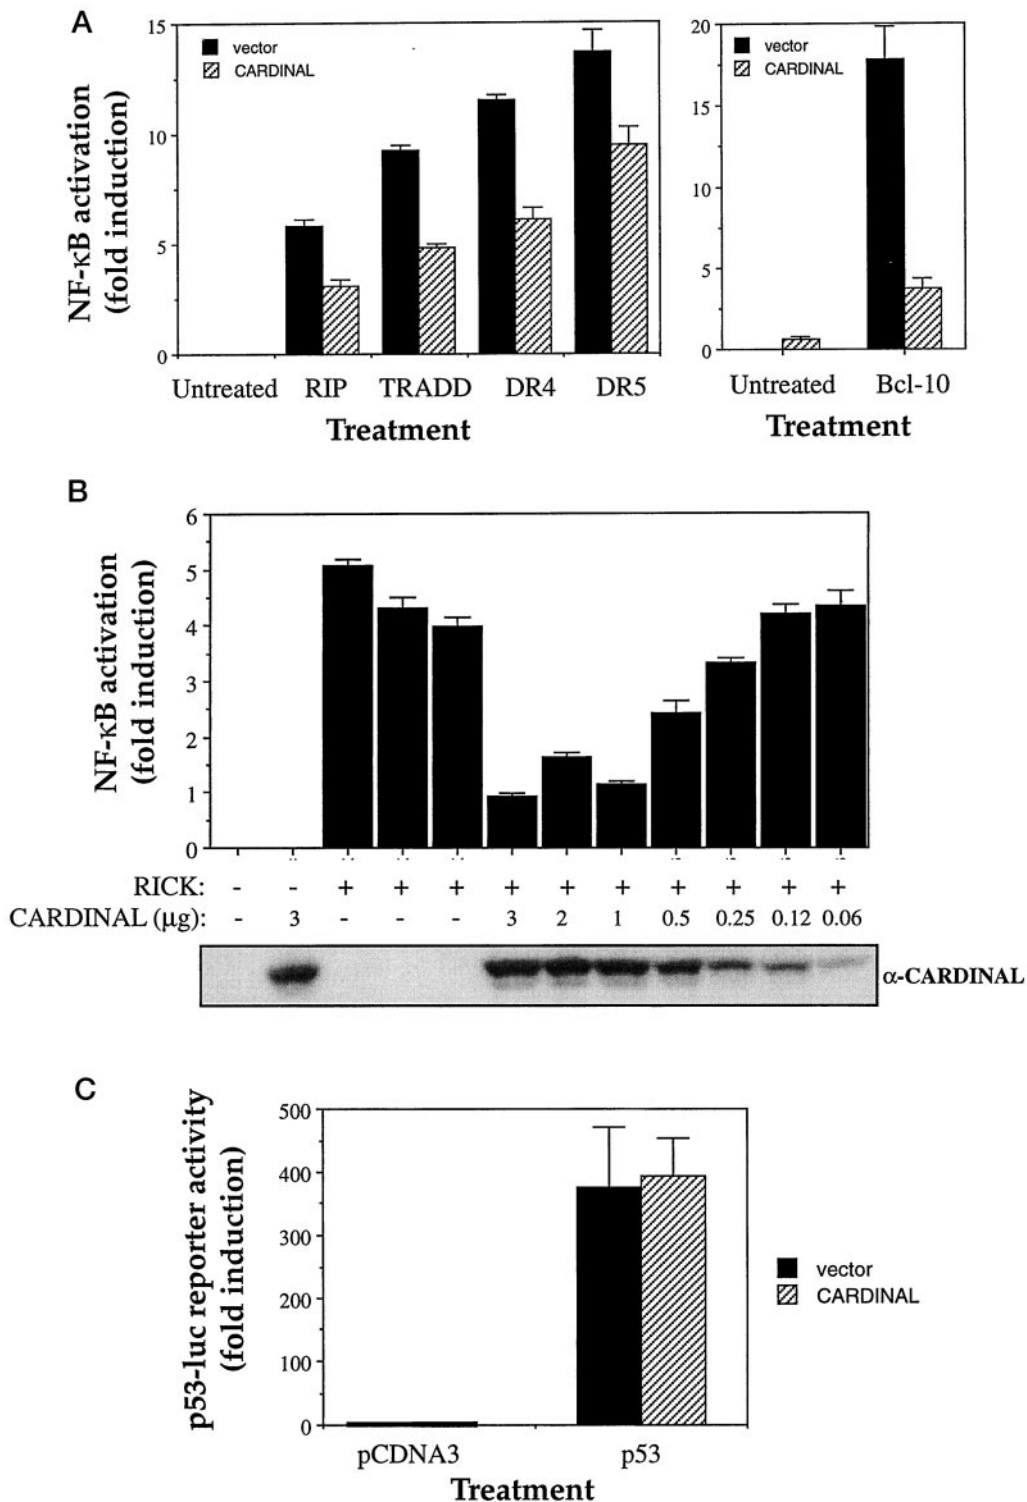 A
15
10
5
0
NF-κB activation
(fold induction)
vector
CARDINAL
Untreated RIP TRADD DR4 DR5
Treatment
20
15
10
5
0
vector
CARDINAL
Untreated Bcl-10
Treatment
B
6
5
4
3
2
1
0
NF-κB activation
(fold induction)
RICK: - - + + + + + + + + + +
CARDINAL (μg): - 3 - - - 3 2 1 0.5 0.25 0.12 0.06
α-CARDINAL
C
500
400
300
200
100
0
p53-luc reporter activity
(fold induction)
vector
CARDINAL
pCDNA3 p53
Treatment